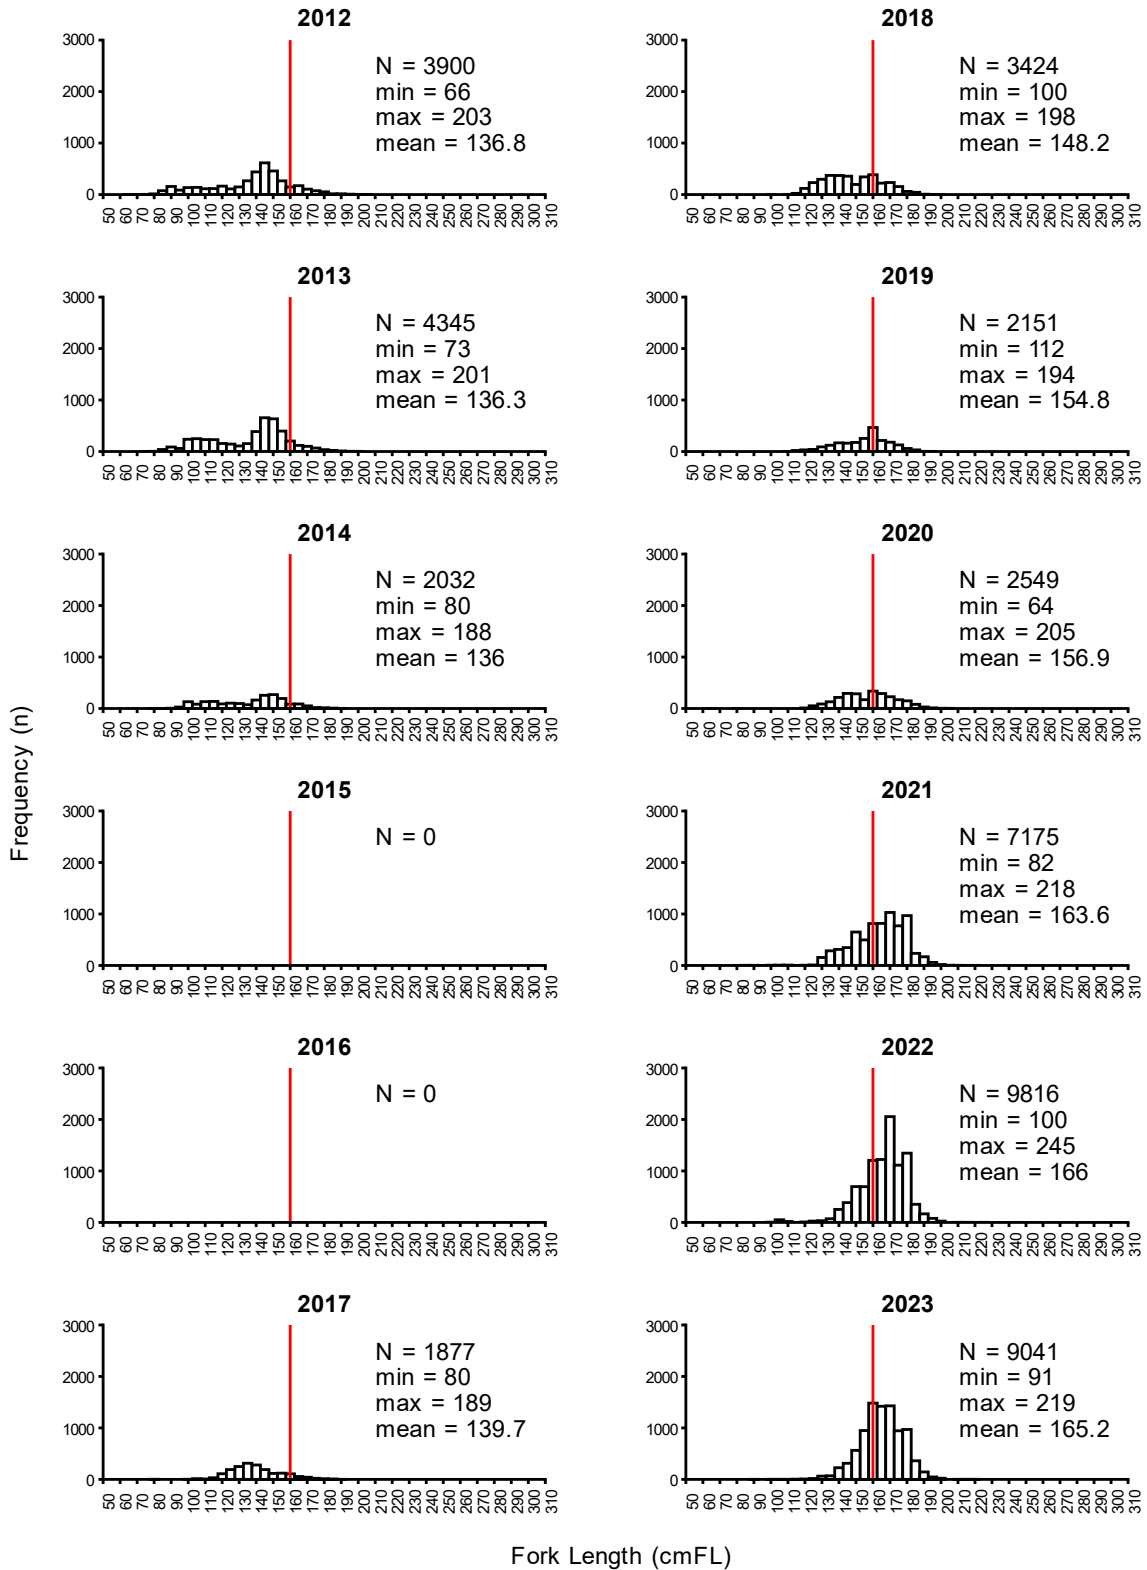 Frequency (n)
2012
3000
2000
1000
0
N = 3900
min = 66
max = 203
mean = 136.8
50 60 70 80 90 100 110 120 130 140 150 160 170 180 190 200 210 220 230 240 250 260 270 280 290 300 310
2013
3000
2000
1000
0
N = 4345
min = 73
max = 201
mean = 136.3
50 60 70 80 90 100 110 120 130 140 150 160 170 180 190 200 210 220 230 240 250 260 270 280 290 300 310
2014
3000
2000
1000
0
N = 2032
min = 80
max = 188
mean = 136
50 60 70 80 90 100 110 120 130 140 150 160 170 180 190 200 210 220 230 240 250 260 270 280 290 300 310
2015
3000
2000
1000
0
N = 0
50 60 70 80 90 100 110 120 130 140 150 160 170 180 190 200 210 220 230 240 250 260 270 280 290 300 310
2016
3000
2000
1000
0
N = 0
50 60 70 80 90 100 110 120 130 140 150 160 170 180 190 200 210 220 230 240 250 260 270 280 290 300 310
2017
3000
2000
1000
0
N = 1877
min = 80
max = 189
mean = 139.7
50 60 70 80 90 100 110 120 130 140 150 160 170 180 190 200 210 220 230 240 250 260 270 280 290 300 310
2018
3000
2000
1000
0
N = 3424
min = 100
max = 198
mean = 148.2
50 60 70 80 90 100 110 120 130 140 150 160 170 180 190 200 210 220 230 240 250 260 270 280 290 300 310
2019
3000
2000
1000
0
N = 2151
min = 112
max = 194
mean = 154.8
50 60 70 80 90 100 110 120 130 140 150 160 170 180 190 200 210 220 230 240 250 260 270 280 290 300 310
2020
3000
2000
1000
0
N = 2549
min = 64
max = 205
mean = 156.9
50 60 70 80 90 100 110 120 130 140 150 160 170 180 190 200 210 220 230 240 250 260 270 280 290 300 310
2021
3000
2000
1000
0
N = 7175
min = 82
max = 218
mean = 163.6
50 60 70 80 90 100 110 120 130 140 150 160 170 180 190 200 210 220 230 240 250 260 270 280 290 300 310
2022
3000
2000
1000
0
N = 9816
min = 100
max = 245
mean = 166
50 60 70 80 90 100 110 120 130 140 150 160 170 180 190 200 210 220 230 240 250 260 270 280 290 300 310
2023
3000
2000
1000
0
N = 9041
min = 91
max = 219
mean = 165.2
50 60 70 80 90 100 110 120 130 140 150 160 170 180 190 200 210 220 230 240 250 260 270 280 290 300 310
Fork Length (cmFL)